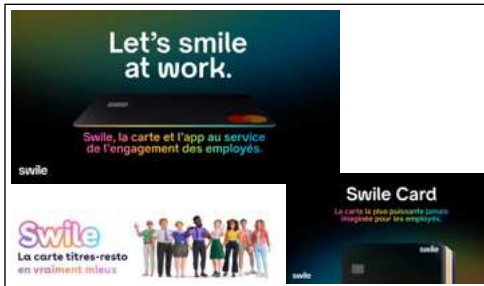 Let's smile
at work.
Swile, la carte et l'app au service
de l'engagement des employés.
swile
Swile
La carte titres-resto
en vraiment mieux
Swile Card
La carte la plus puissante jamais
imaginée pour les employés.
swile
swile